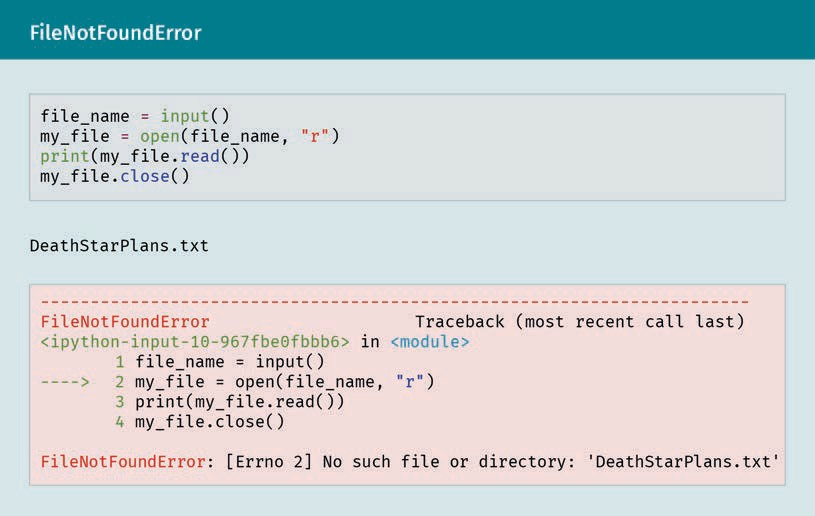 FileNotFoundError
file_name = input()
my_file = open(file_name, "r")
print(my_file.read())
my_file.close()
DeathStarPlans.txt
-----------------------------------------------------------------------
FileNotFoundError Traceback (most recent call last)
<ipython-input-10-967fbe0fbbb6> in <module>
1 file_name = input()
----> 2 my_file = open(file_name, "r")
3 print(my_file.read())
4 my_file.close()
FileNotFoundError: [Errno 2] No such file or directory: 'DeathStarPlans.txt'